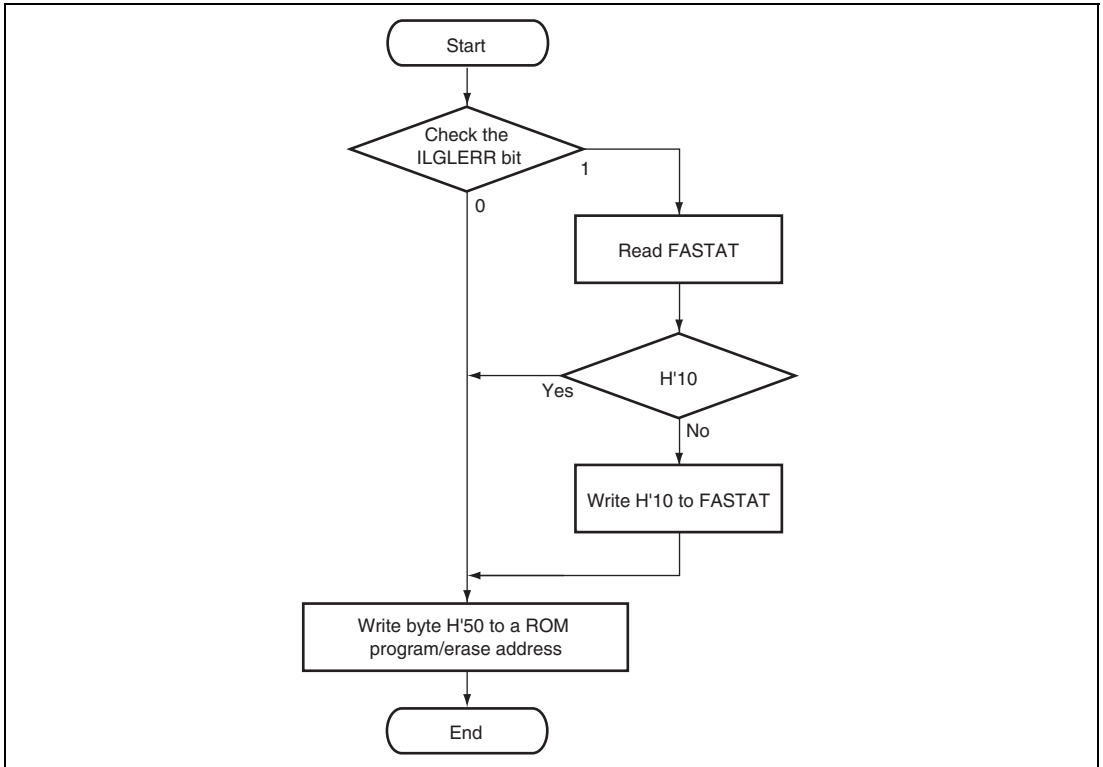 Start
Check the
ILGLERR bit
1
0
Read FASTAT
H'10
Yes
No
Write H'10 to FASTAT
Write byte H'50 to a ROM
program/erase address
End